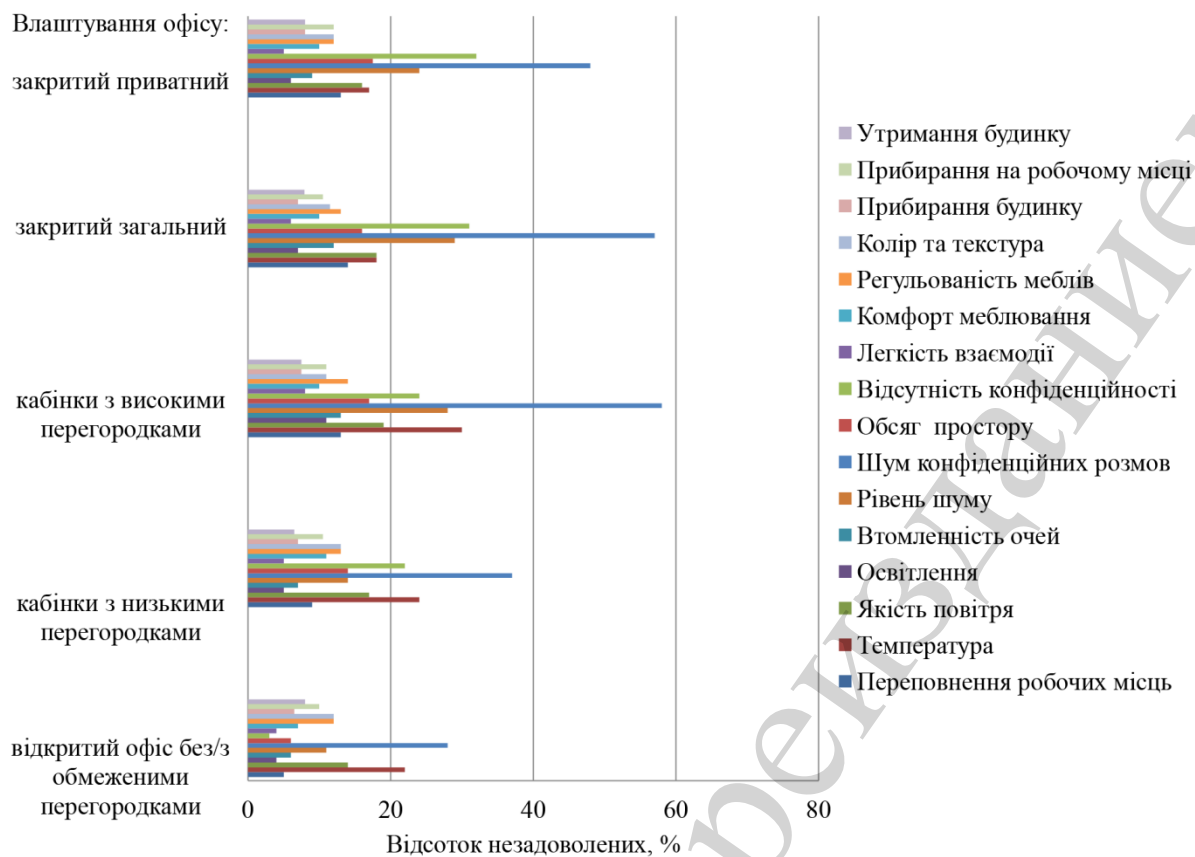 Влаштування офісу:
закритий приватний
закритий загальний
кабінки з високими
перегородками
кабінки з низькими
перегородками
відкритий офіс без/з
обмеженими
перегородками
0 20 40 60 80
Відсоток незадоволених, %
Утримання будинку
Прибирання на робочому місці
Прибирання будинку
Колір та текстура
Регульованість меблів
Комфорт меблювання
Легкість взаємодії
Відсутність конфіденційності
Обсяг простору
Шум конфіденційних розмов
Рівень шуму
Втомленність очей
Освітлення
Якість повітря
Температура
Переповнення робочих місць